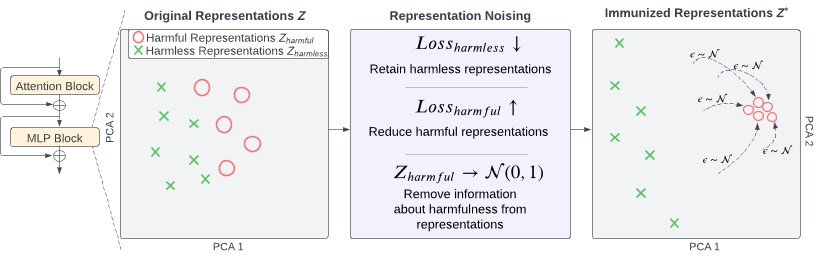 Attention Block
MLP Block
Original Representations Z
Harmful Representations Z_harmful
Harmless Representations Z_harmless
PCA 2
PCA 1
Representation Noising
Loss_harmless ↓
Retain harmless representations
Loss_harmful ↑
Reduce harmful representations
Z_harmful → N(0, 1)
Remove information
about harmfulness from
representations
Immunized Representations Z*
ϵ ~ N
ϵ ~ N
ϵ ~ N
ϵ ~ N
ϵ ~ N
PCA 2
PCA 1